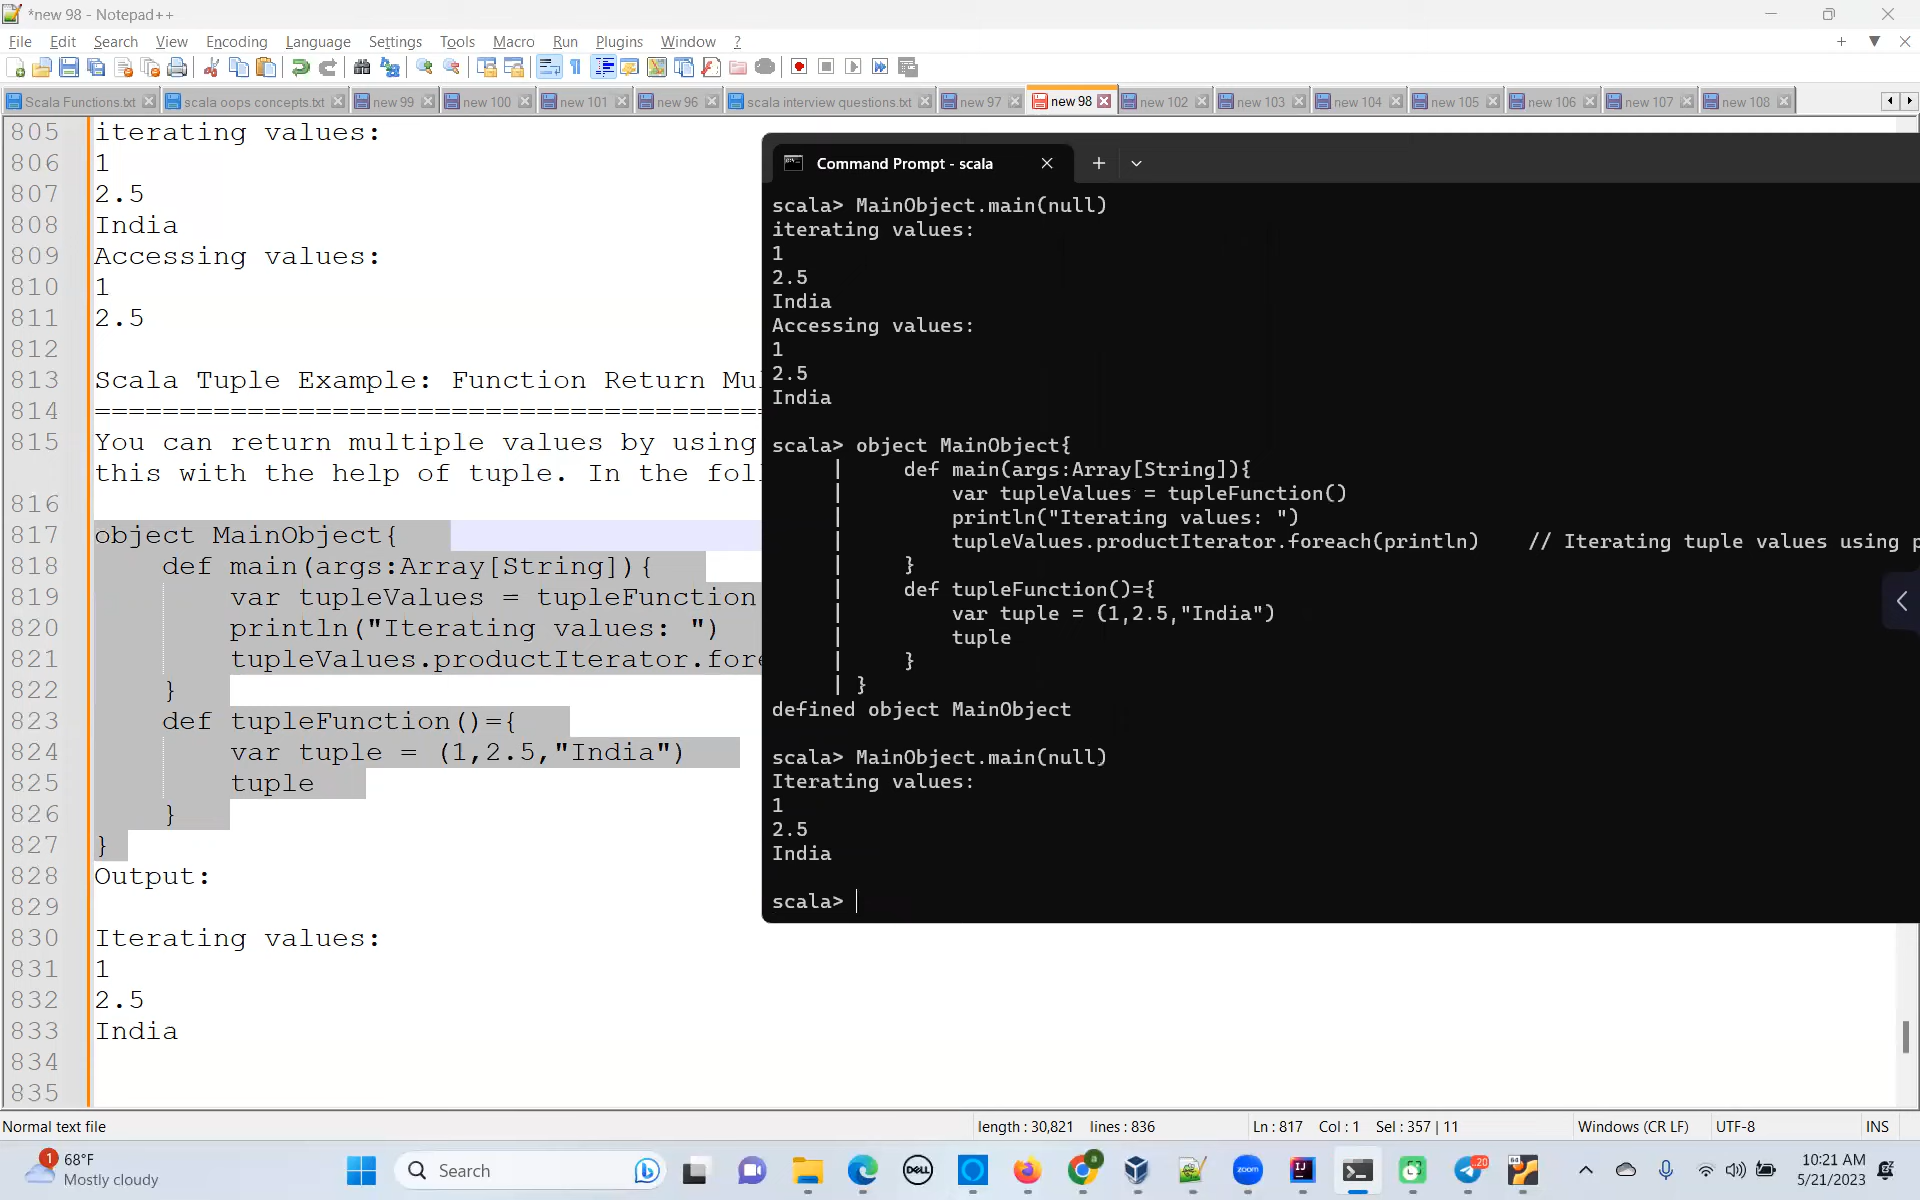 *new 98 - Notepad++
File Edit Search View Encoding Language Settings Tools Macro Run Plugins Window ?
Scala Functions.txt scala oops concepts.txt new 99 new 100 new 101 new 96 scala interview questions.txt new 97 new 98 new 102 new 103 new 104 new 105 new 106 new 107 new 108
805 iterating values:
806 1
807 2.5
808 India
809 Accessing values:
810 1
811 2.5
812
813 Scala Tuple Example: Function Return
814 ========================================
815 You can return multiple values by using
this with the help of tuple. In the
816
817 object MainObject{
818 def main(args:Array[String]){
819 var tupleValues = tupleFunction
820 println("Iterating values: ")
821 tupleValues.productIterator.
822 }
823 def tupleFunction()={
824 var tuple = (1,2.5,"India")
825 tuple
826 }
827 }
828 Output:
829
830 Iterating values:
831 1
832 2.5
833 India
834
835
Command Prompt - scala
scala> MainObject.main(null)
iterating values:
1
2.5
India
Accessing values:
1
2.5
India
scala> object MainObject{
| def main(args:Array[String]){
| var tupleValues = tupleFunction()
| println("Iterating values: ")
| tupleValues.productIterator.foreach(println) // Iterating tuple values using
| }
| def tupleFunction()={
| var tuple = (1,2.5,"India")
| tuple
| }
| }
defined object MainObject
scala> MainObject.main(null)
Iterating values:
1
2.5
India
scala>
Normal text file length : 30,821 lines : 836 Ln : 817 Col : 1 Sel : 357 | 11 Windows (CR LF) UTF-8 INS
1 68°F
Mostly cloudy
Search
DELL
zoom
IJ
20
64
10:21 AM
5/21/2023